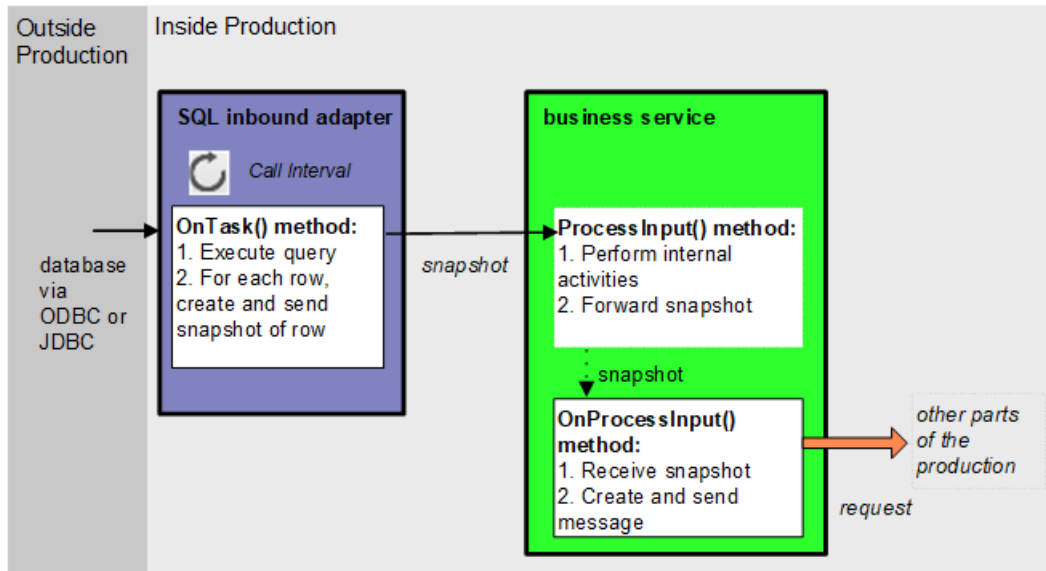 Outside
Production
Inside Production
SQL inbound adapter
Call Interval
OnTask() method:
1. Execute query
2. For each row,
create and send
snapshot of row
database
via
ODBC or
JDBC
snapshot
business service
ProcessInput() method:
1. Perform internal
activities
2. Forward snapshot
snapshot
OnProcessInput()
method:
1. Receive snapshot
2. Create and send
message
request
other parts
of the
production